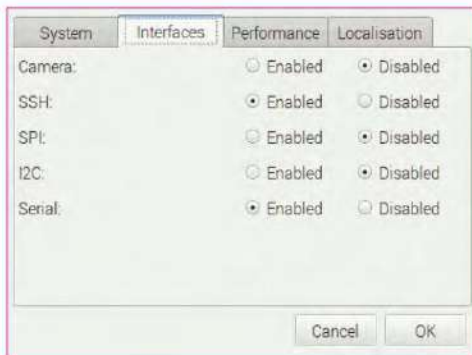 System Interfaces Performance Localisation
Camera: Enabled Disabled
SSH: Enabled Disabled
SPI: Enabled Disabled
I2C: Enabled Disabled
Serial: Enabled Disabled
Cancel OK